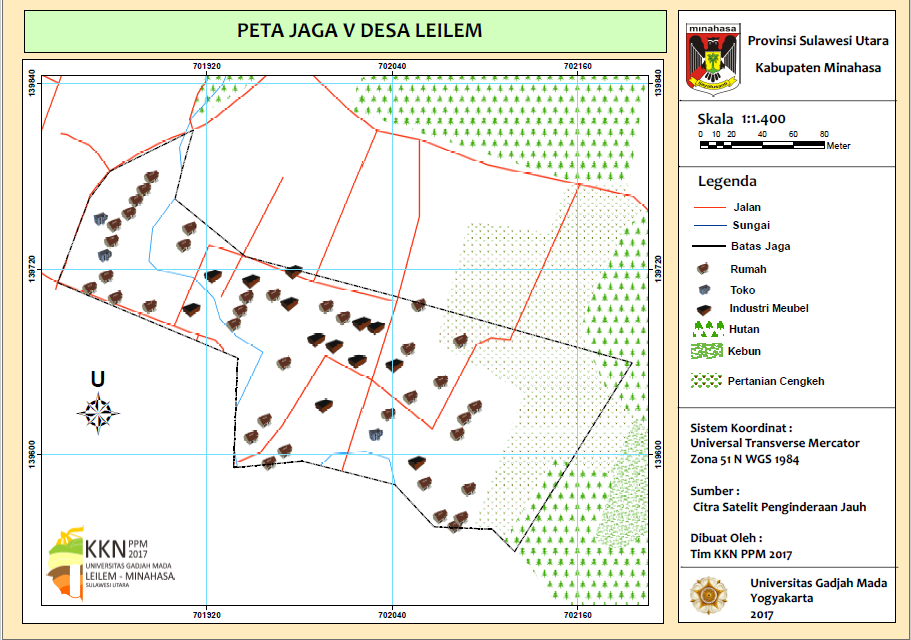 PETA JAGA V DESA LEILEM
701920 702040 702160
139840 139840
139720 139720
139600 139600
701920 702040 702160
U
KKN PPM 2017
UNIVERSITAS GADJAH MADA
LEILEM - MINAHASA
SULAWESI UTARA
minahasa
Provinsi Sulawesi Utara
Kabupaten Minahasa
Skala 1:1.400
0 10 20 40 60 80
Meter
Legenda
Jalan
Sungai
Batas Jaga
Rumah
Toko
Industri Meubel
Hutan
Kebun
Pertanian Cengkeh
Sistem Koordinat :
Universal Transverse Mercator
Zona 51 N WGS 1984
Sumber :
Citra Satelit Penginderaan Jauh
Dibuat Oleh :
Tim KKN PPM 2017
Universitas Gadjah Mada
Yogyakarta
2017